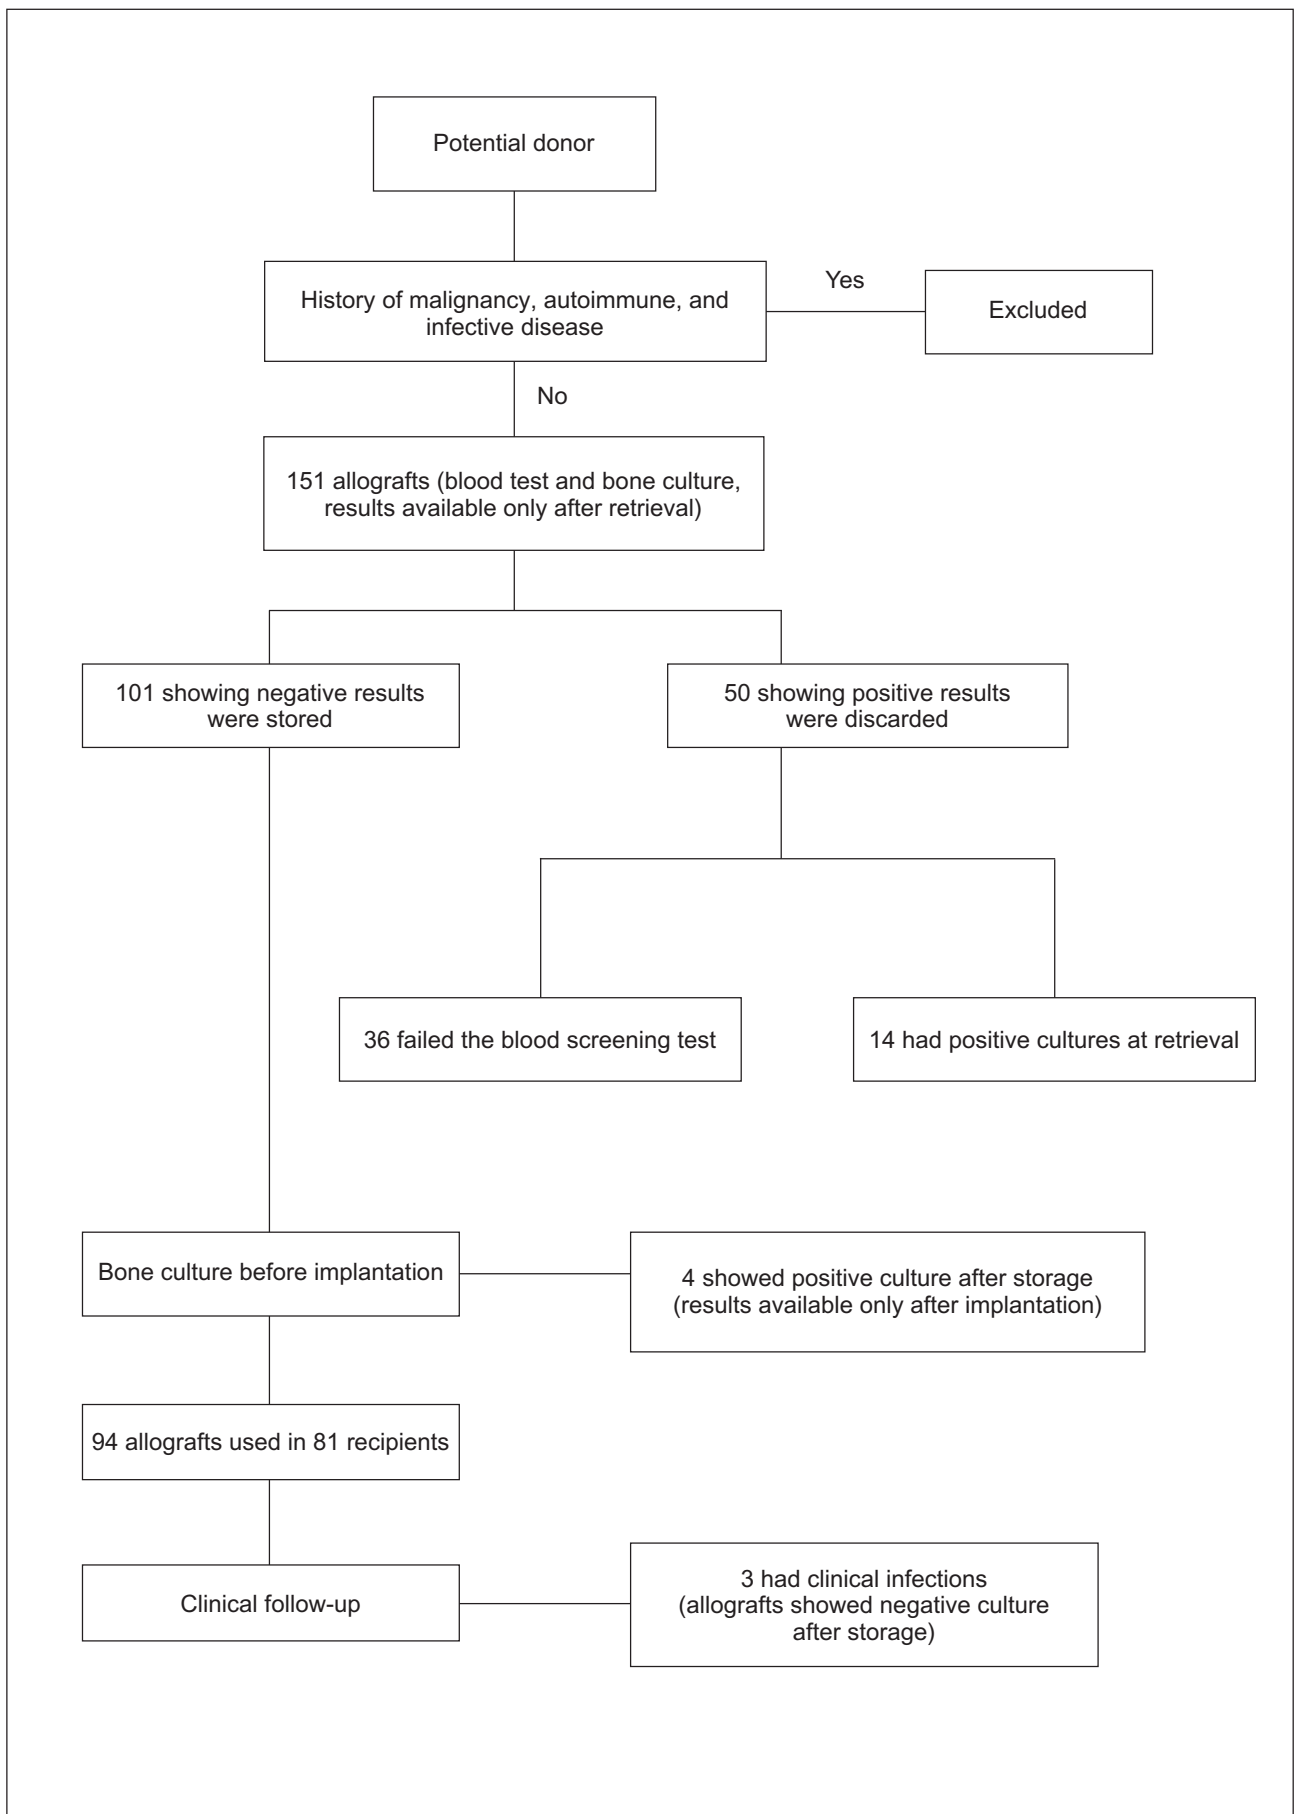 Potential donor
History of malignancy, autoimmune, and
infective disease
Yes
Excluded
No
151 allografts (blood test and bone culture,
results available only after retrieval)
101 showing negative results
were stored
50 showing positive results
were discarded
36 failed the blood screening test
14 had positive cultures at retrieval
Bone culture before implantation
4 showed positive culture after storage
(results available only after implantation)
94 allografts used in 81 recipients
Clinical follow-up
3 had clinical infections
(allografts showed negative culture
after storage)